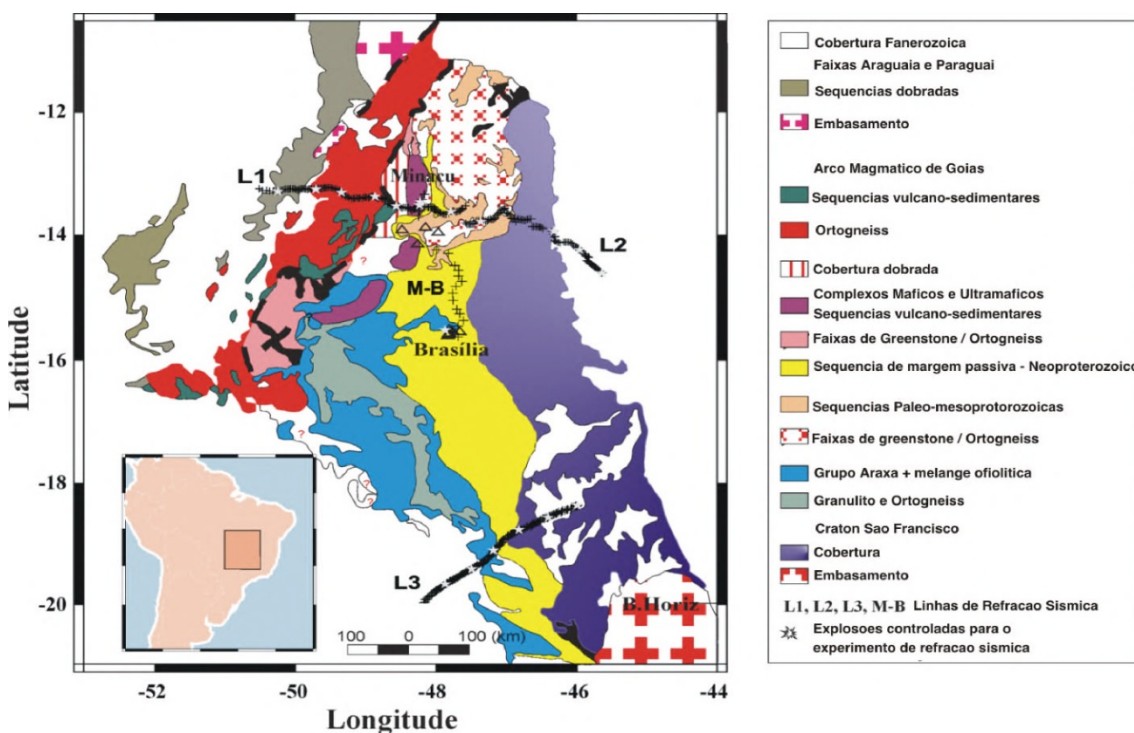 -12
-14
-16
-18
-20
Latitude
-52
-50
-48
-46
-44
Longitude
L1
Minaçu
L2
?
M-B
Brasília
?
?
?
L3
B.Horiz
100
0
100 (km)
Cobertura Fanerozoica
Faixas Araguaia e Paraguai
Sequencias dobradas
Embasamento
Arco Magmatico de Goias
Sequencias vulcano-sedimentares
Ortogneiss
Cobertura dobrada
Complexos Maficos e Ultramaficos
Sequencias vulcano-sedimentares
Faixas de Greenstone / Ortogneiss
Sequencia de margem passiva - Neoproterozoico
Sequencias Paleo-mesoprotorozoicas
Faixas de greenstone / Ortogneiss
Grupo Araxa + melange ofiolitica
Granulito e Ortogneiss
Craton Sao Francisco
Cobertura
Embasamento
L1, L2, L3, M-B Linhas de Refracao Sismica
Explosoes controladas para o
experimento de refracao sismica